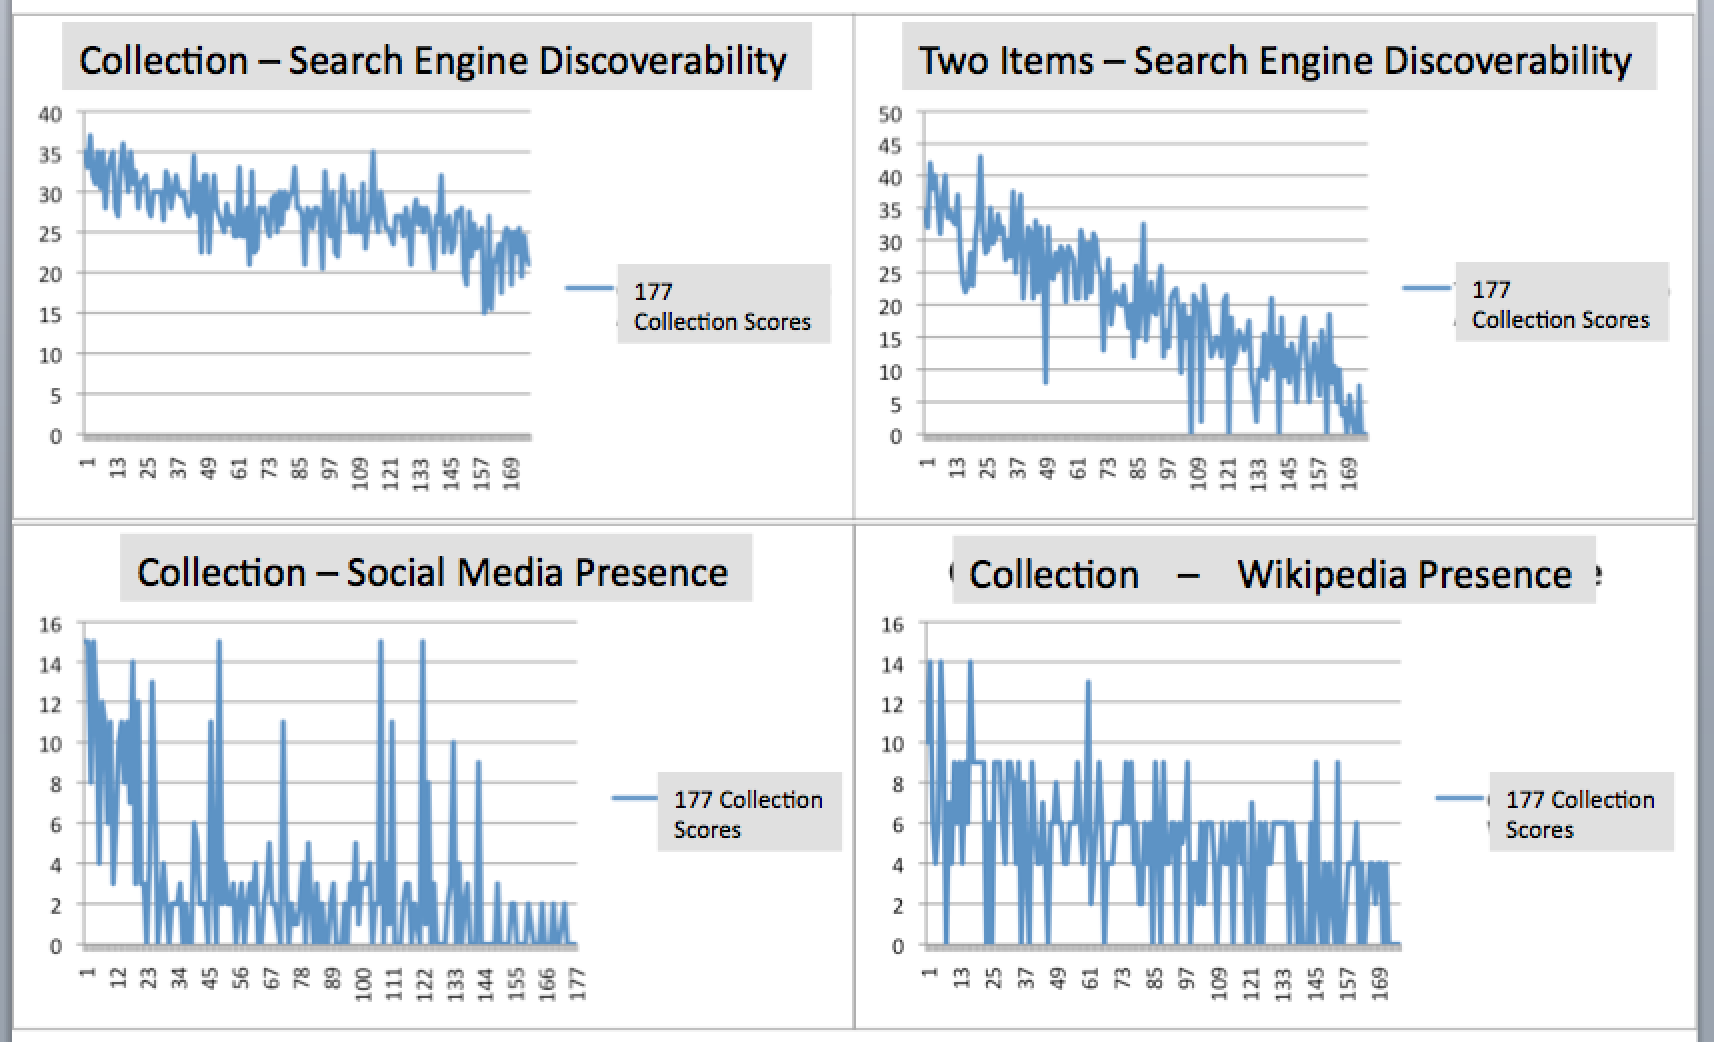 Collection – Search Engine Discoverability
40
35
30
25
20
15
10
5
0
1 13 25 37 49 61 73 85 97 109 121 133 145 157 169
177
Collection Scores
Two Items – Search Engine Discoverability
50
45
40
35
30
25
20
15
10
5
0
1 13 25 37 49 61 73 85 97 109 121 133 145 157 169
177
Collection Scores
Collection – Social Media Presence
16
14
12
10
8
6
4
2
0
1 12 23 34 45 56 67 78 89 100 111 122 133 144 155 166 177
177 Collection
Scores
Collection – Wikipedia Presence
16
14
12
10
8
6
4
2
0
1 13 25 37 49 61 73 85 97 109 121 133 145 157 169
177 Collection
Scores